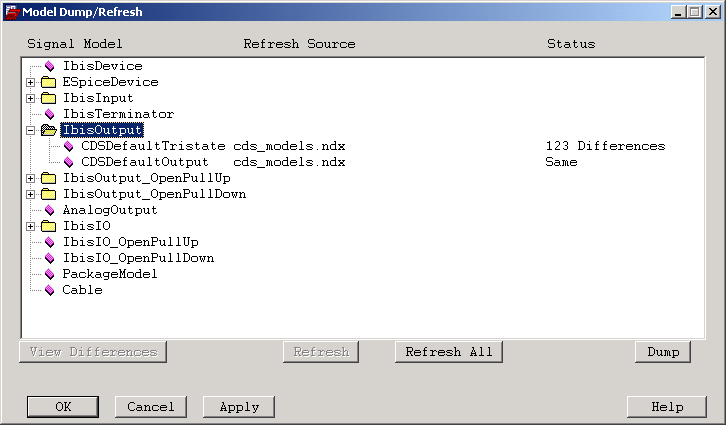 Model Dump/Refresh
Signal Model Refresh Source Status
IbisDevice
ESpiceDevice
IbisInput
IbisTerminator
IbisOutput
CDSDefaultTristate cds_models.ndx 123 Differences
CDSDefaultOutput cds_models.ndx Same
IbisOutput_OpenPullUp
IbisOutput_OpenPullDown
AnalogOutput
IbisIO
IbisIO_OpenPullUp
IbisIO_OpenPullDown
PackageModel
Cable
View Differences Refresh Refresh All Dump
OK Cancel Apply Help